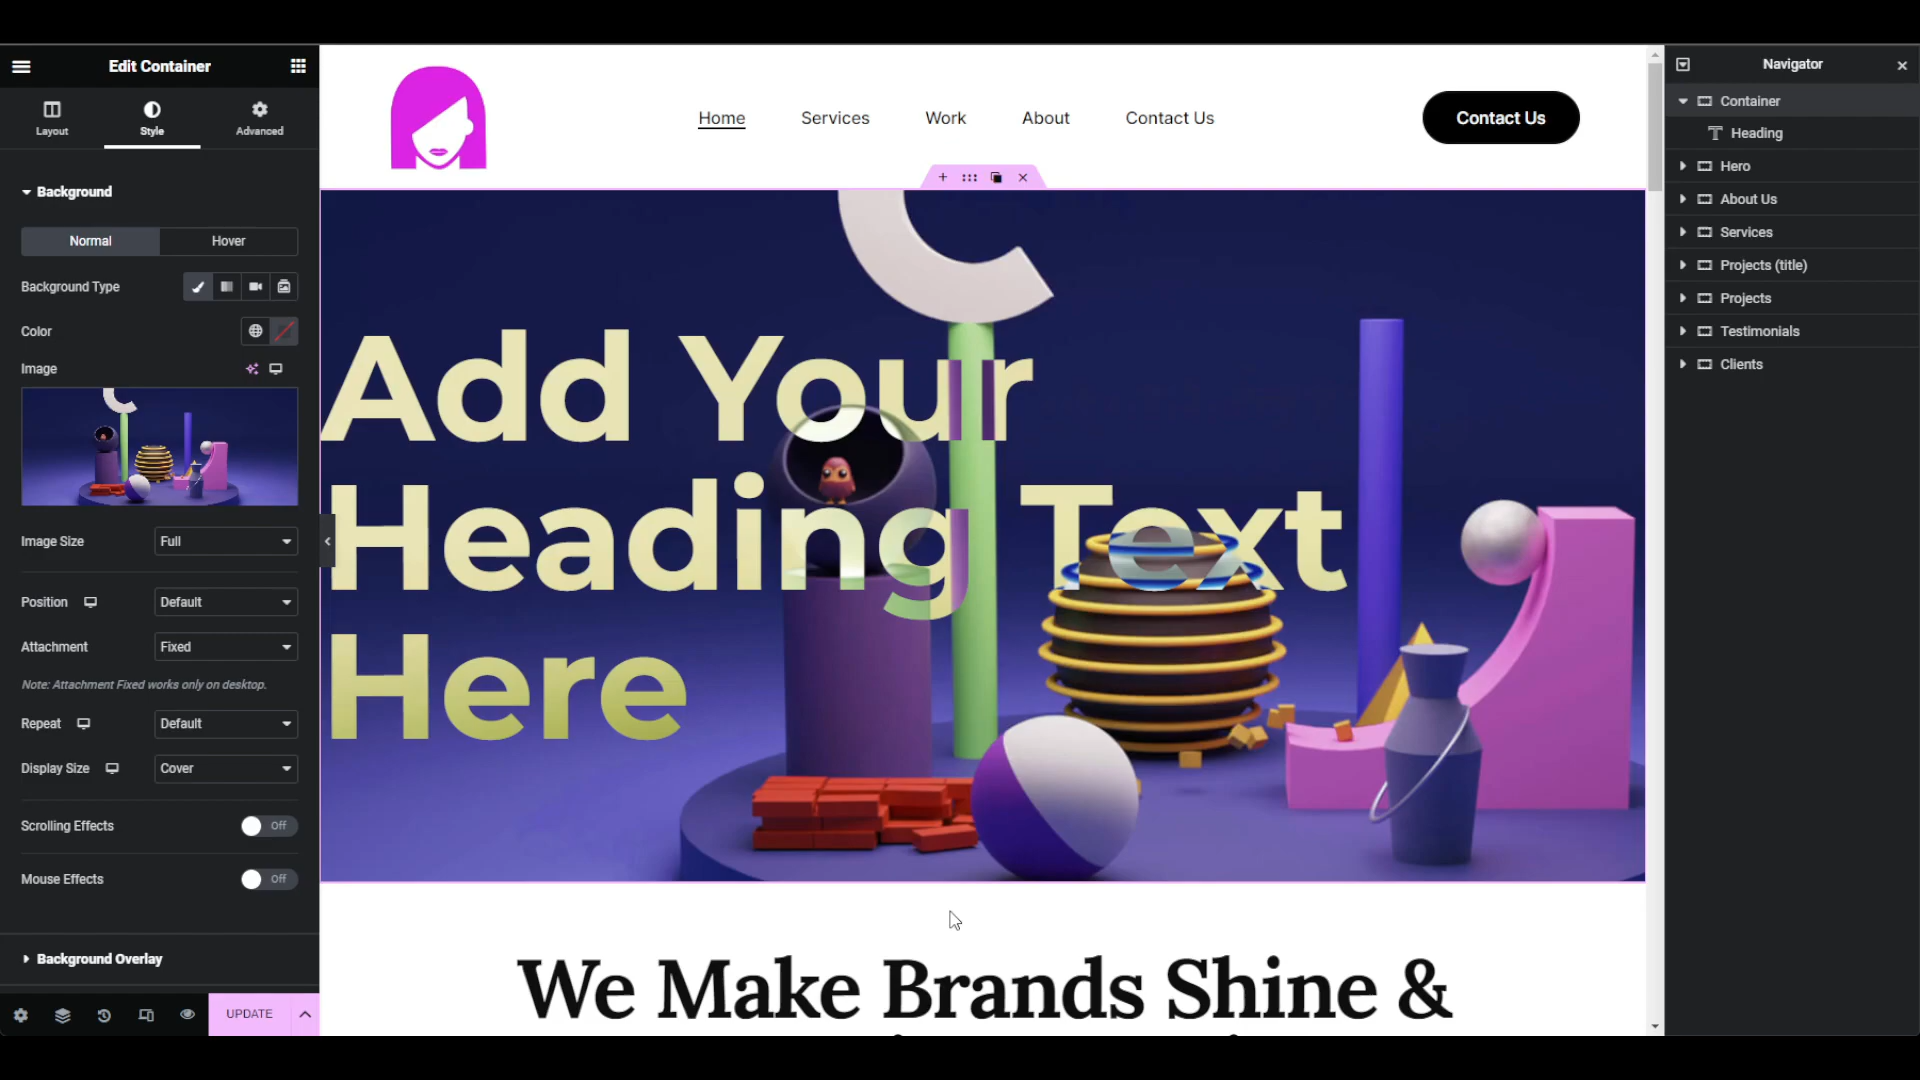 Edit Container
Layout
Style
Advanced
Background
Normal
Hover
Background Type
Color
Image
Image Size
Full
Position
Default
Attachment
Fixed
Note: Attachment Fixed works only on desktop.
Repeat
Default
Display Size
Cover
Scrolling Effects
Off
Mouse Effects
Off
Background Overlay
UPDATE
Home
Services
Work
About
Contact Us
Contact Us
Add Your
Heading Text
Here
We Make Brands Shine &
Navigator
Container
Heading
Hero
About Us
Services
Projects (title)
Projects
Testimonials
Clients